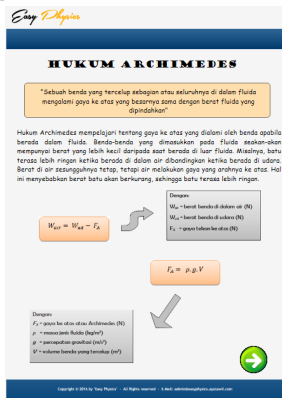 Easy Physics
HUKUM ARCHIMEDES
"Sebuah benda yang tercelup sebagian atau seluruhnya di dalam fluida
mengalami gaya ke atas yang besarnya sama dengan berat fluida yang
dipindahkan"
Hukum Archimedes mempelajari tentang gaya ke atas yang dialami oleh benda apabila
berada dalam fluida. Benda-benda yang dimasukkan pada fluida seakan-akan
mempunyai berat yang lebih kecil daripada saat berada di luar fluida. Misalnya, batu
terasa lebih ringan ketika berada di dalam air dibandingkan ketika berada di udara.
Berat di air sesungguhnya tetap, tetapi air melakukan gaya yang arahnya ke atas. Hal
ini menyebabkan berat batu akan berkurang, sehingga batu terasa lebih ringan.
Dengan:
W_air = berat benda di dalam air (N)
W_ud = berat benda di udara (N)
F_A = gaya tekan ke atas (N)
W_air = W_ud − F_A
F_A = ρ.g.V
Dengan:
F_A = gaya ke atas atau Archimedes (N)
ρ = massa jenis fluida (kg/m³)
g = percepatan gravitasi (m/s²)
V = volume benda yang tercelup (m³)